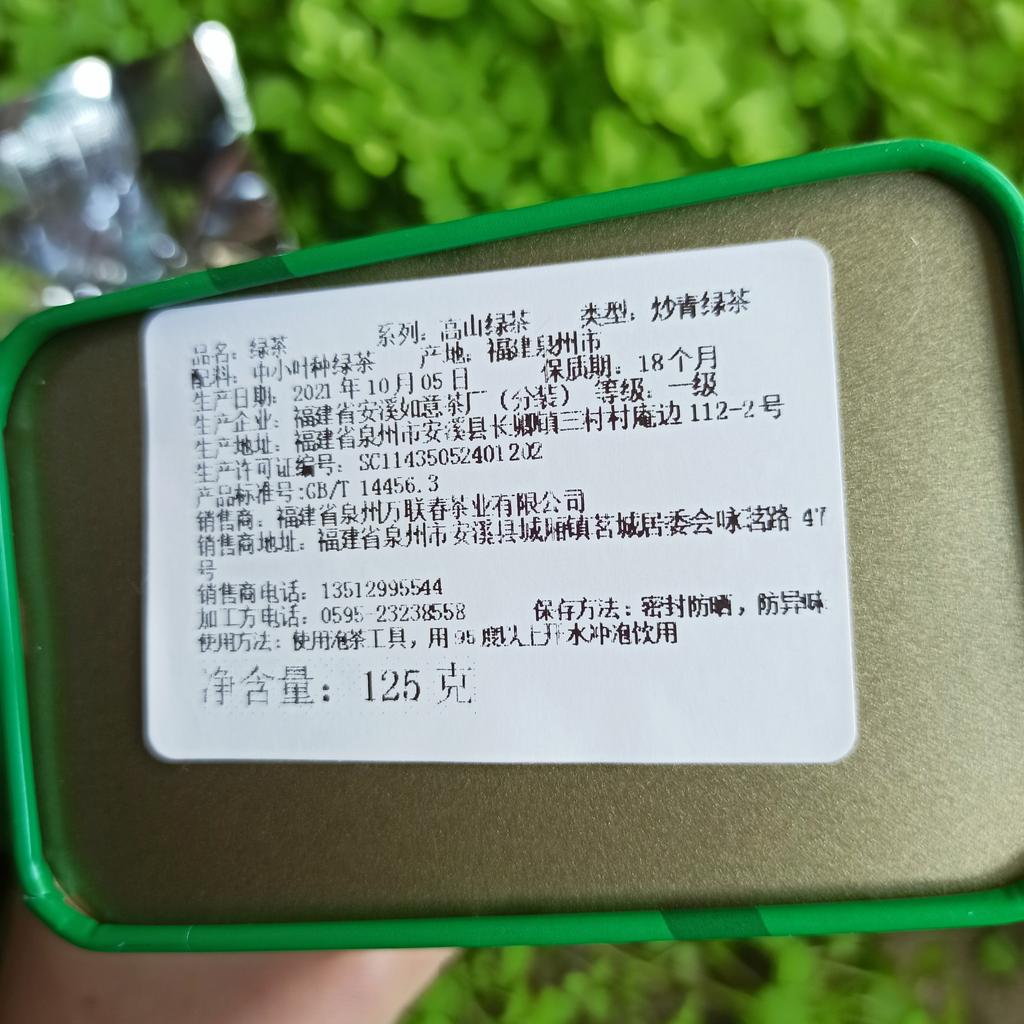 品名：绿茶 系列：高山绿茶 类型：炒青绿茶
配料：中小叶种绿茶 产地：福建泉州市
生产日期：2021年10月05日 保质期：18个月
生产企业：福建省安溪如意茶厂（分装） 等级：一级
生产地址：福建省泉州市安溪县长卿镇三村村庵边112-2号
生产许可证编号：SC11435052401202
产品标准号:GB/T 14456.3
销售商：福建省泉州万联春茶业有限公司
销售商地址：福建省泉州市安溪县城厢镇茗城居委会咏茗路 47
号
销售商电话：13512995544
加工方电话：0595-23238558 保存方法：密封防晒，防异味
使用方法：使用泡茶工具，用95度以上开水冲泡饮用
净含量：125克